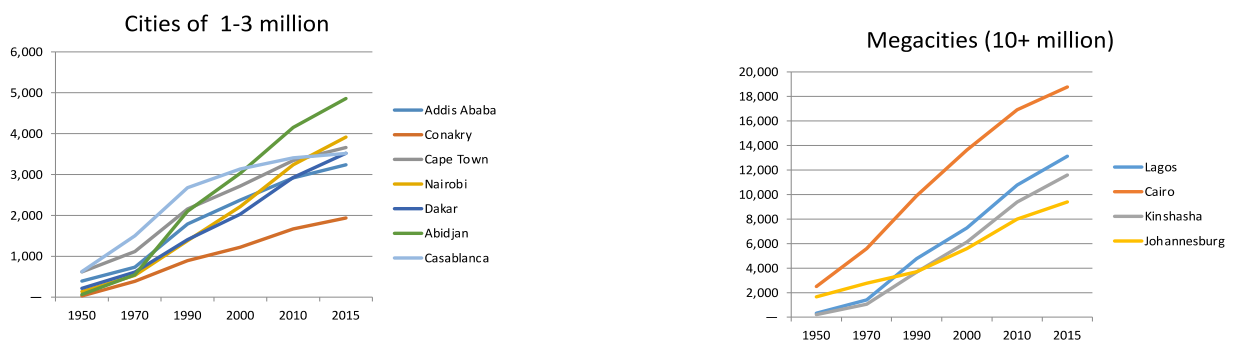 Cities of 1-3 million
6,000
5,000
4,000
3,000
2,000
1,000
—
1950 1970 1990 2000 2010 2015
Addis Ababa
Conakry
Cape Town
Nairobi
Dakar
Abidjan
Casablanca
Megacities (10+ million)
20,000
18,000
16,000
14,000
12,000
10,000
8,000
6,000
4,000
2,000
—
1950 1970 1990 2000 2010 2015
Lagos
Cairo
Kinshasha
Johannesburg